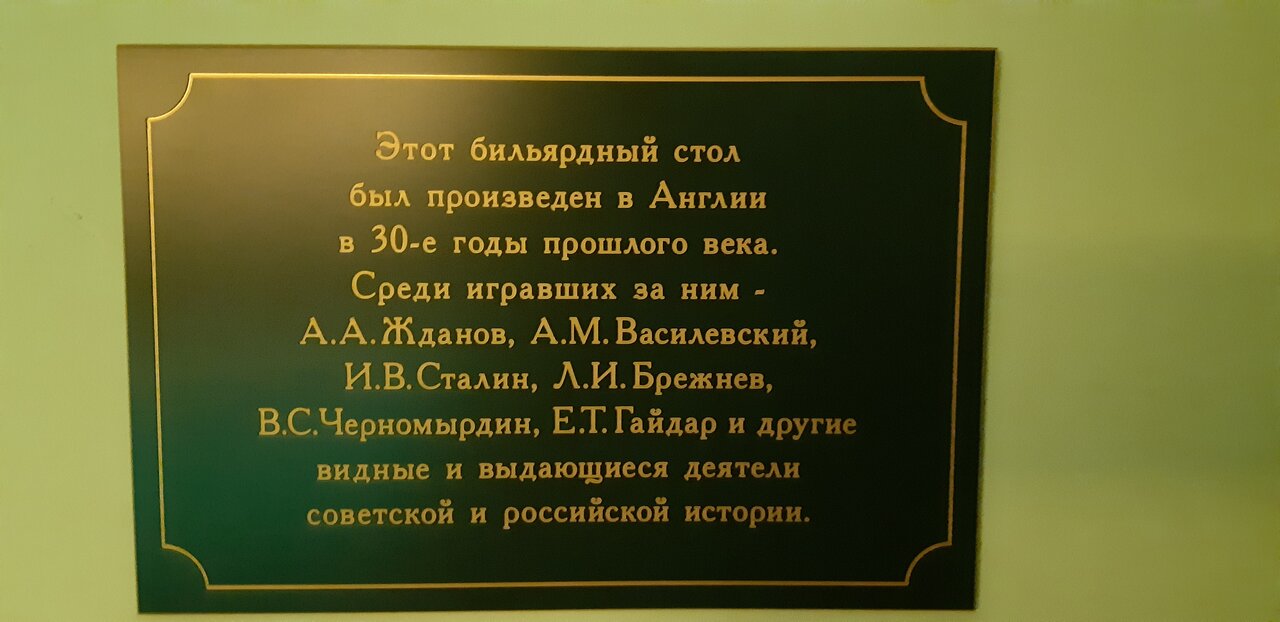 Этот бильярдный стол
был произведен в Англии
в 30-е годы прошлого века.
Среди игравших за ним -
А.А.Жданов, А.М.Василевский,
И.В.Сталин, Л.И.Брежнев,
В.С.Черномырдин, Е.Т.Гайдар и другие
видные и выдающиеся деятели
советской и российской истории.